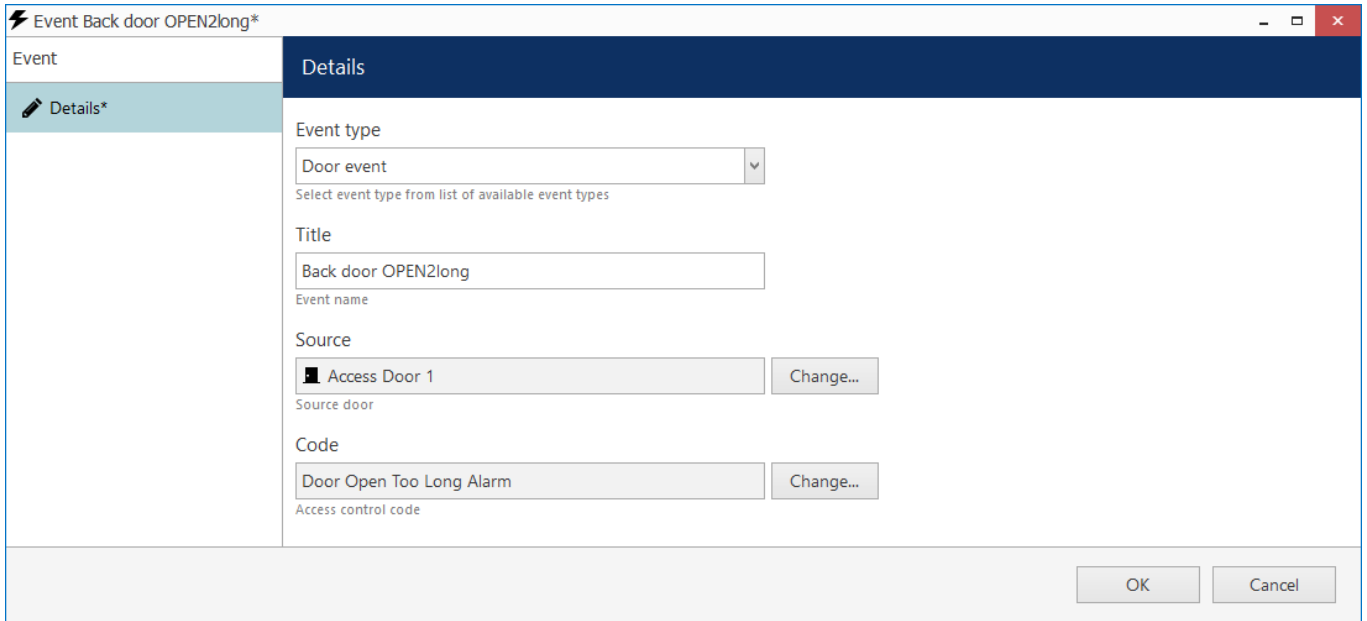 Event Back door OPEN2long*
Event
Details*
Details
Event type
Door event
Select event type from list of available event types
Title
Back door OPEN2long
Event name
Source
Access Door 1
Change...
Source door
Code
Door Open Too Long Alarm
Change...
Access control code
OK
Cancel